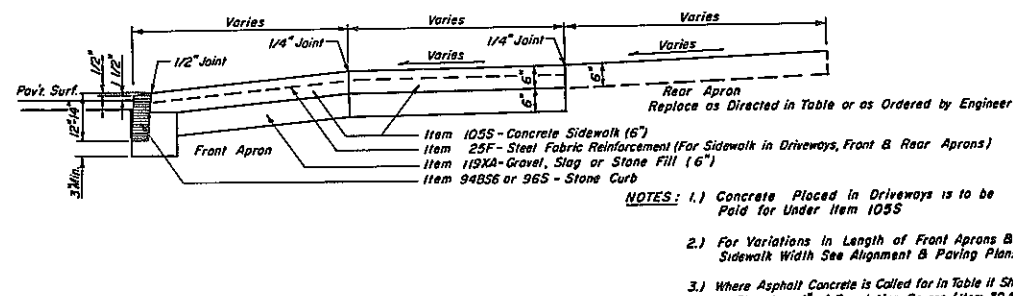 Varies
Varies
Varies
1/4" Joint
1/4" Joint
Varies
Varies
1/2" Joint
1/2"
1 1/2"
Pav't. Surf.
6"
6"
6"
12"-14"
3" Min.
Rear Apron
Replace as Directed in Table or as Ordered by Engineer
Front Apron
Item 105S - Concrete Sidewalk (6")
Item 25F - Steel Fabric Reinforcement (For Sidewalk in Driveways, Front & Rear Aprons)
Item 119XA - Gravel, Slag or Stone Fill (6")
Item 94BS6 or 96S - Stone Curb
NOTES: 1.) Concrete Placed in Driveways is to be
Paid for Under Item 105S
2.) For Variations in Length of Front Aprons &
Sidewalk Width See Alignment & Paving Plans
3.) Where Asphalt Concrete is Called for in Table it